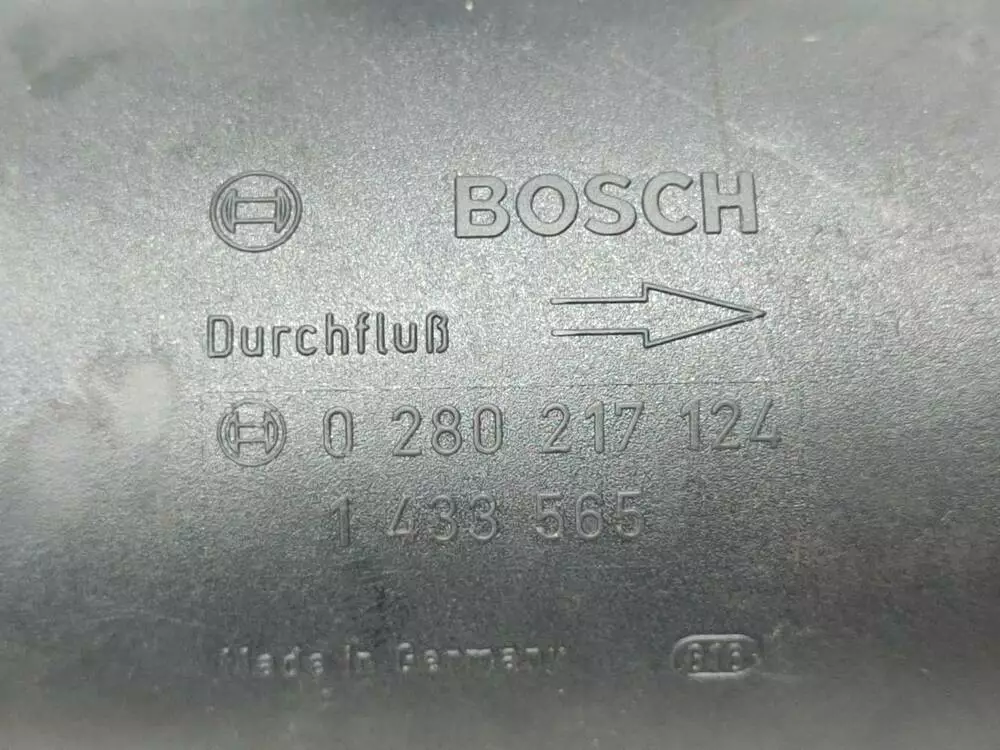 BOSCH
Durchfluß
0 280 217 124
1 433 565
Made in Germany